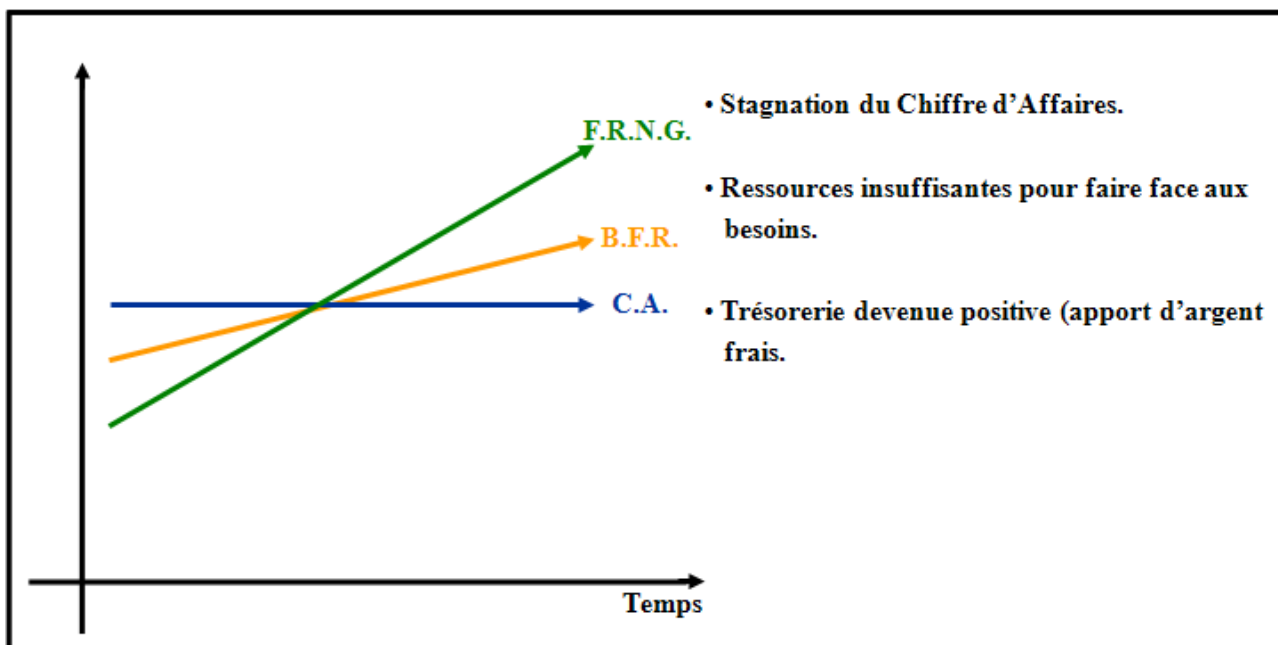 • Stagnation du Chiffre d’Affaires.
F.R.N.G.
• Ressources insuffisantes pour faire face aux
besoins.
B.F.R.
C.A.
• Trésorerie devenue positive (apport d’argent
frais.
Temps